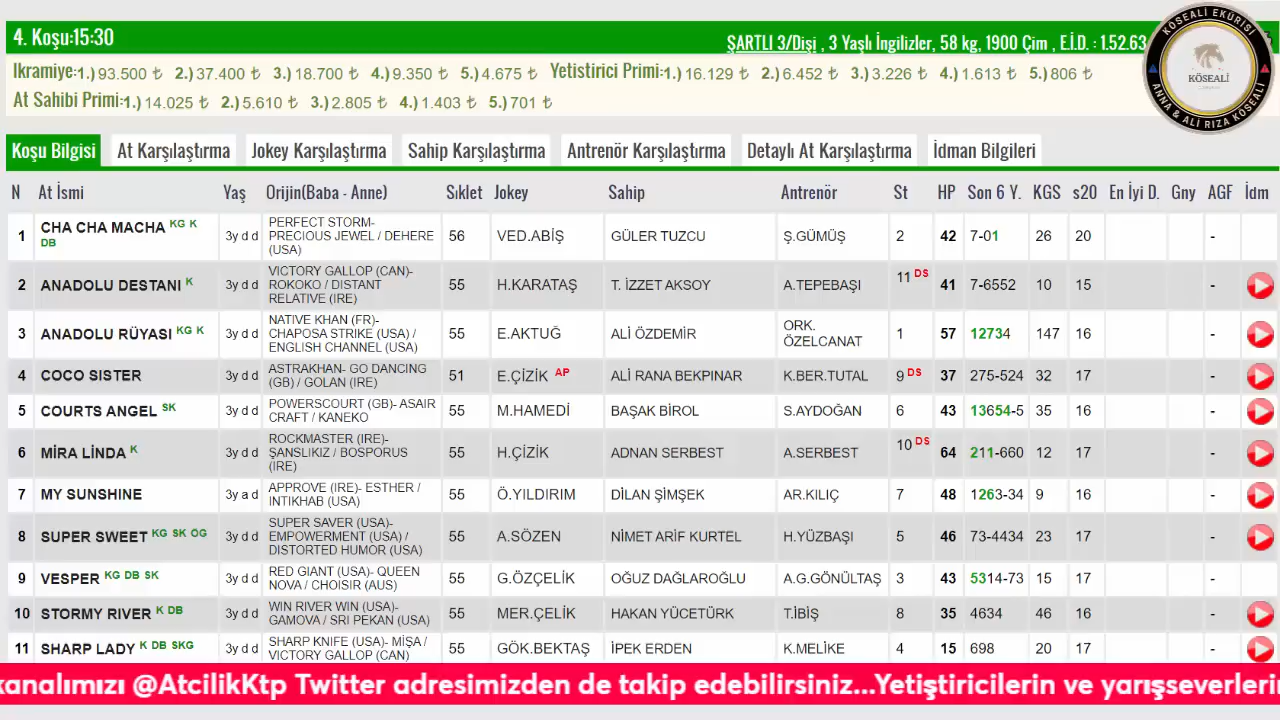 4. Koşu:15:30
ŞARTLI 3/Dişi , 3 Yaşlı İngilizler, 58 kg, 1900 Çim , E.İ.D. : 1.52.63
İkramiye:1.) 93.500 ₺ 2.) 37.400 ₺ 3.) 18.700 ₺ 4.) 9.350 ₺ 5.) 4.675 ₺ Yetistirici Primi:1.) 16.129 ₺ 2.) 6.452 ₺ 3.) 3.226 ₺ 4.) 1.613 ₺ 5.) 806 ₺
At Sahibi Primi:1.) 14.025 ₺ 2.) 5.610 ₺ 3.) 2.805 ₺ 4.) 1.403 ₺ 5.) 701 ₺
KÖSEALİ EKÜRİSİ
KÖSEALİ
ANNA & ALİ RIZA KÖSEALİ
Koşu Bilgisi At Karşılaştırma Jokey Karşılaştırma Sahip Karşılaştırma Antrenör Karşılaştırma Detaylı At Karşılaştırma İdman Bilgileri
N At İsmi Yaş Orijin(Baba - Anne) Sıklet Jokey Sahip Antrenör St HP Son 6 Y. KGS s20 En İyi D. Gny AGF İdm
1 CHA CHA MACHA KG K DB 3y d d PERFECT STORM- PRECIOUS JEWEL / DEHERE (USA) 56 VED.ABİŞ GÜLER TUZCU Ş.GÜMÜŞ 2 42 7-01 26 20 -
2 ANADOLU DESTANI K 3y d d VICTORY GALLOP (CAN)- ROKOKO / DISTANT RELATIVE (IRE) 55 H.KARATAŞ T. İZZET AKSOY A.TEPEBAŞI 11 DS 41 7-6552 10 15 -
3 ANADOLU RÜYASI KG K 3y d d NATIVE KHAN (FR)- CHAPOSA STRIKE (USA) / ENGLISH CHANNEL (USA) 55 E.AKTUĞ ALİ ÖZDEMİR ORK. ÖZELCANAT 1 57 12734 147 16 -
4 COCO SISTER 3y d d ASTRAKHAN- GO DANCING (GB) / GOLAN (IRE) 51 E.ÇİZİK AP ALİ RANA BEKPINAR K.BER.TUTAL 9 DS 37 275-524 32 17 -
5 COURTS ANGEL SK 3y d d POWERSCOURT (GB)- ASAIR CRAFT / KANEKO 55 M.HAMEDİ BAŞAK BİROL S.AYDOĞAN 6 43 13654-5 35 16 -
6 MİRA LİNDA K 3y d d ROCKMASTER (IRE)- ŞANSLIKIZ / BOSPORUS (IRE) 55 H.ÇİZİK ADNAN SERBEST A.SERBEST 10 DS 64 211-660 12 17 -
7 MY SUNSHINE 3y a d APPROVE (IRE)- ESTHER / INTIKHAB (USA) 55 Ö.YILDIRIM DİLAN ŞİMŞEK AR.KILIÇ 7 48 1263-34 9 16 -
8 SUPER SWEET KG SK ÖG 3y d d SUPER SAVER (USA)- EMPOWERMENT (USA) / DISTORTED HUMOR (USA) 55 A.SÖZEN NİMET ARİF KURTEL H.YÜZBAŞI 5 46 73-4434 23 17 -
9 VESPER KG DB SK 3y d d RED GIANT (USA)- QUEEN NOVA / CHOISIR (AUS) 55 G.ÖZÇELİK OĞUZ DAĞLAROĞLU A.G.GÖNÜLTAŞ 3 43 5314-73 15 17 -
10 STORMY RIVER K DB 3y d d WIN RIVER WIN (USA)- GAMOVA / SRI PEKAN (USA) 55 MER.ÇELİK HAKAN YÜCETÜRK T.İBİŞ 8 35 4634 46 16 -
11 SHARP LADY K DB SKG 3y d d SHARP KNIFE (USA)- MİŞA / VICTORY GALLOP (CAN) 55 GÖK.BEKTAŞ İPEK ERDEN K.MELİKE 4 15 698 20 17 -
kanalımızı @AtcilikKtp Twitter adresimizden de takip edebilirsiniz...Yetiştiricilerin ve yarışseverlerin